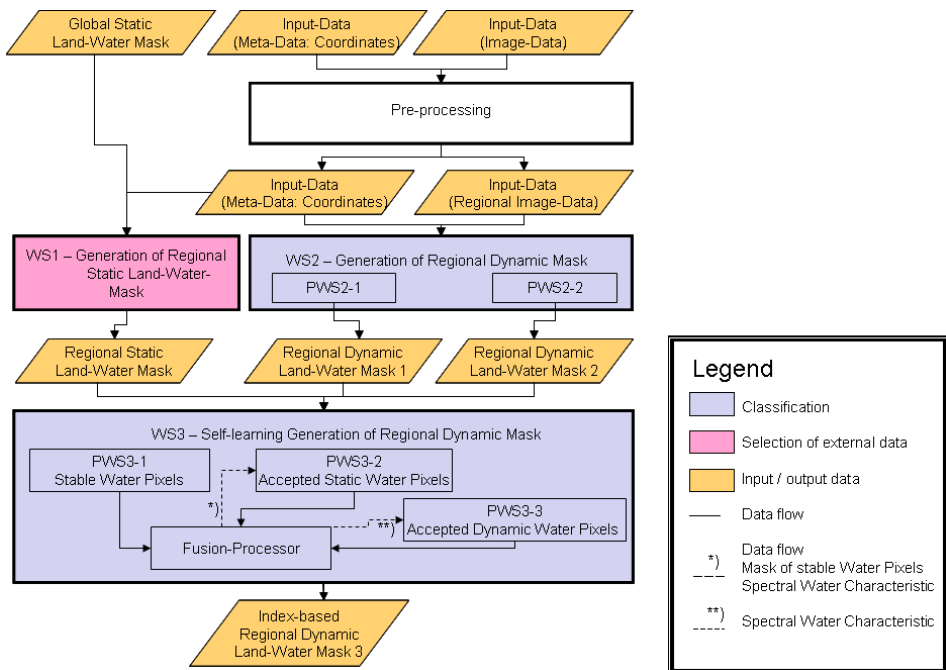 Global Static
Land-Water Mask
Input-Data
(Meta-Data: Coordinates)
Input-Data
(Image-Data)
Pre-processing
Input-Data
(Meta-Data: Coordinates)
Input-Data
(Regional Image-Data)
WS1 – Generation of Regional
Static Land-Water-
Mask
WS2 – Generation of Regional Dynamic Mask
PWS2-1
PWS2-2
Regional Static
Land-Water Mask
Regional Dynamic
Land-Water Mask 1
Regional Dynamic
Land-Water Mask 2
WS3 – Self-learning Generation of Regional Dynamic Mask
PWS3-1
Stable Water Pixels
PWS3-2
Accepted Static Water Pixels
*)
**)
PWS3-3
Accepted Dynamic Water Pixels
Fusion-Processor
Index-based
Regional Dynamic
Land-Water Mask 3
Legend
Classification
Selection of external data
Input / output data
Data flow
*)
Data flow
Mask of stable Water Pixels
Spectral Water Characteristic
**)
Spectral Water Characteristic